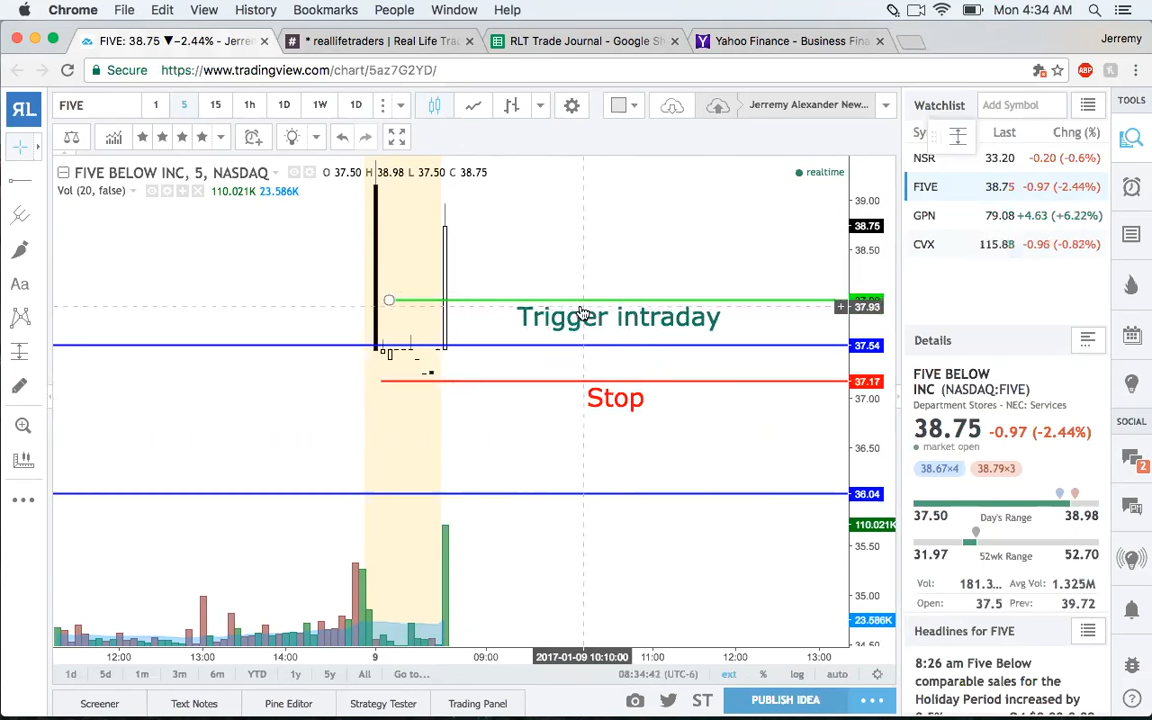 Chrome File Edit View History Bookmarks People Window Help Mon 4:34 AM
FIVE: 38.75 ▼−2.44% - Jerrem
* reallifetraders | Real Life Tra
RLT Trade Journal - Google Sh
Yahoo Finance - Business Fina
Jerremy
Secure https://www.tradingview.com/chart/5az7G2YD/
ABP
RL FIVE 1 5 15 1h 1D 1W 1D Jerremy Alexander New...
Watchlist Add Symbol TOOLS
Sy Last Chng (%)
FIVE BELOW INC, 5, NASDAQ O 37.50 H 38.98 L 37.50 C 38.75
realtime
Vol (20, false) 110.021K 23.586K
NSR 33.20 -0.20 (-0.6%)
FIVE 38.75 -0.97 (-2.44%)
GPN 79.08 +4.63 (+6.22%)
CVX 115.88 -0.96 (-0.82%)
39.00
38.75
38.50
37.93
37.54
37.17
37.00
36.50
36.04
110.021K
35.50
35.00
23.586K
34.50
Trigger intraday
Stop
Aa
Details
FIVE BELOW
INC (NASDAQ:FIVE)
Department Stores - NEC: Services
38.75 -0.97 (-2.44%)
market open
38.67×4 38.79×3
37.50 Day's Range 38.98
31.97 52wk Range 52.70
Vol: 181.3... Avg Vol: 1.325M
Open: 37.5 Prev: 39.72
Headlines for FIVE
8:26 am Five Below
comparable sales for the
Holiday Period increased by
SOCIAL
2
12:00 13:00 14:00 9 09:00 2017-01-09 10:10:00 11:00 12:00 13:00
1d 5d 1m 3m 6m YTD 1y 5y All Go to... 08:34:42 (UTC-6) ext % log auto
Screener Text Notes Pine Editor Strategy Tester Trading Panel ST PUBLISH IDEA